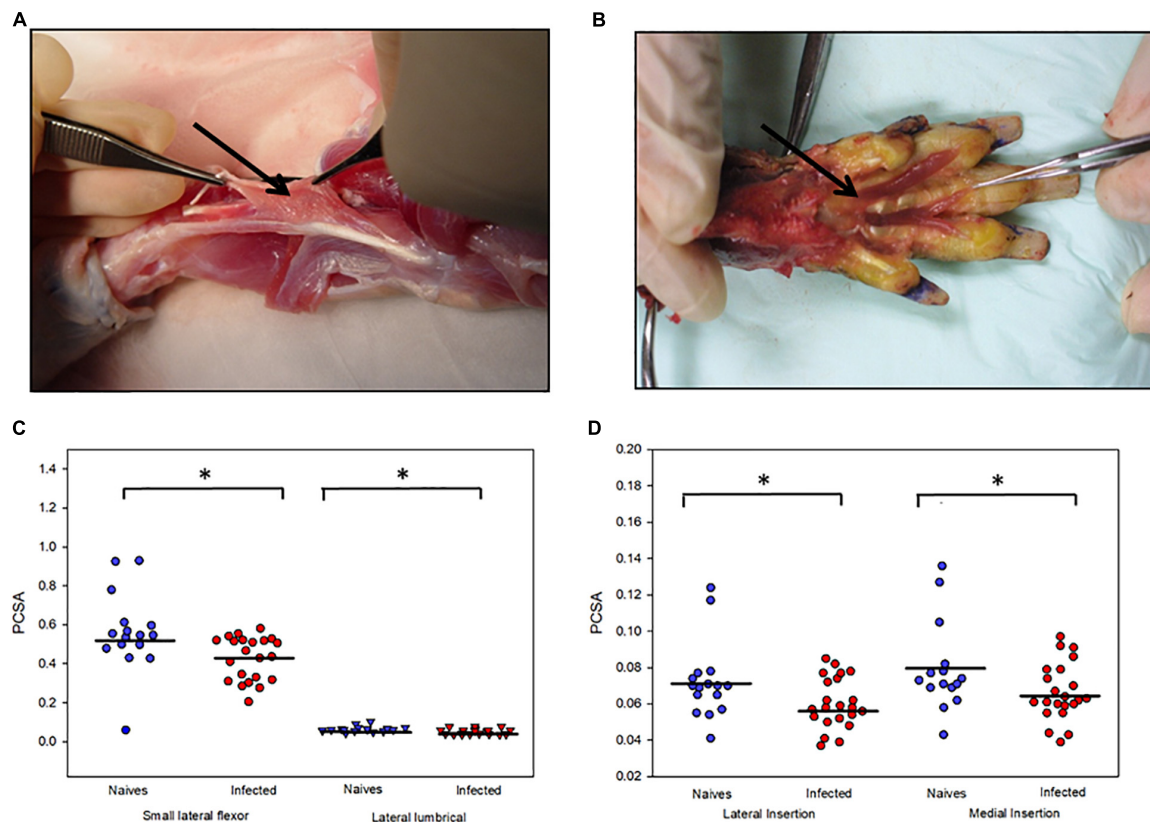 A
B
C
1.4
1.2
1.0
0.8
0.6
0.4
0.2
0.0
PCSA
*
*
Naives
Infected
Naives
Infected
Small lateral flexor
Lateral lumbrical
D
0.20
0.18
0.16
0.14
0.12
0.10
0.08
0.06
0.04
0.02
PCSA
*
*
Naives
Infected
Naives
Infected
Lateral Insertion
Medial Insertion